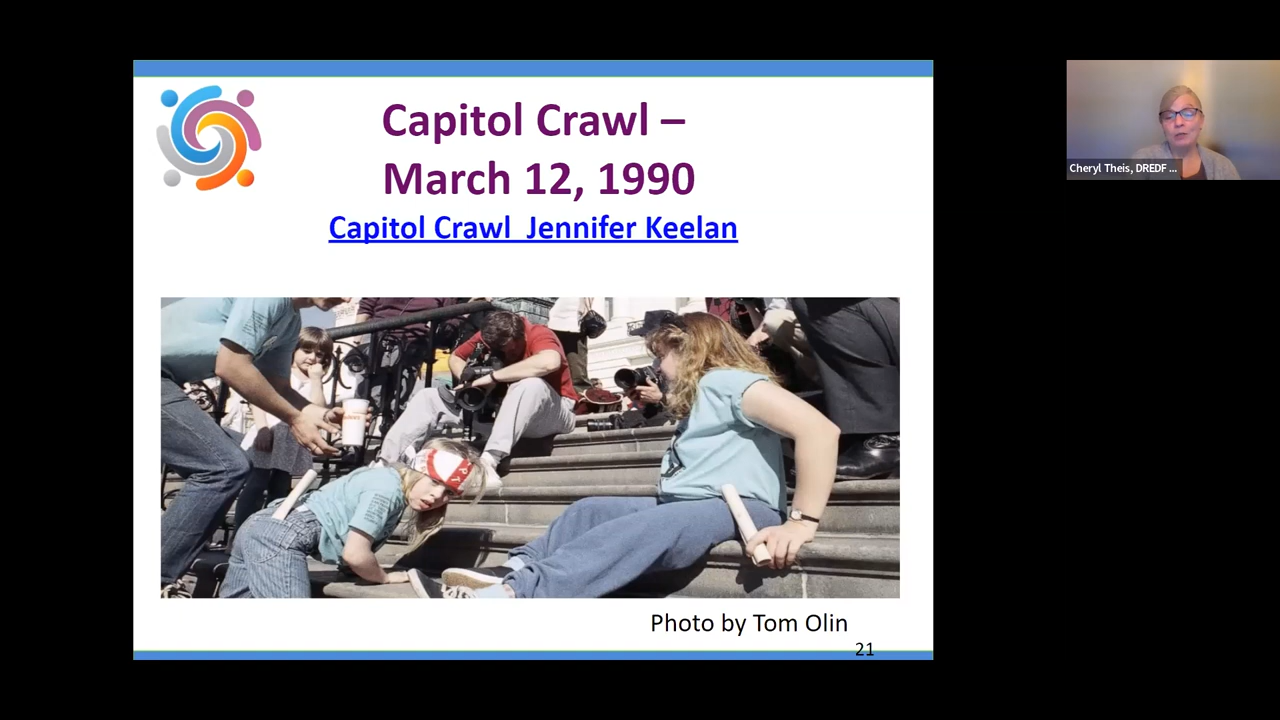 Capitol Crawl –
March 12, 1990
Capitol Crawl  Jennifer Keelan
Photo by Tom Olin
21
Cheryl Theis, DREDF ...